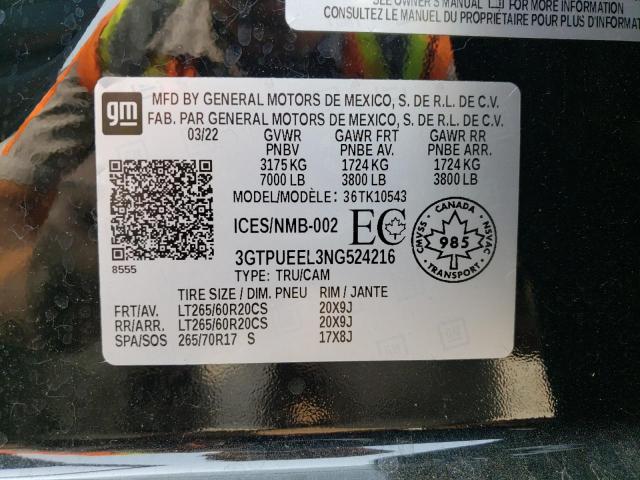 SEE OWNER'S MANUAL FOR MORE INFORMATION
CONSULTEZ LE MANUEL DU PROPRIÉTAIRE POUR PLUS D'INFORMATIONS
gm
MFD BY GENERAL MOTORS DE MEXICO, S. DE R.L. DE C.V.
FAB. PAR GENERAL MOTORS DE MEXICO, S. DE R.L. DE C.V.
03/22 GVWR GAWR FRT GAWR RR
PNBV PNBE AV. PNBE ARR.
3175 KG 1724 KG 1724 KG
7000 LB 3800 LB 3800 LB
MODEL/MODÈLE: 36TK10543
ICES/NMB-002 EC
3GTPUEEL3NG524216
TYPE: TRU/CAM
8555
CANADA
CMVSS 985 NSVAC
TRANSPORT
TIRE SIZE / DIM. PNEU RIM / JANTE
FRT/AV. LT265/60R20CS 20X9J
RR/ARR. LT265/60R20CS 20X9J
SPA/SOS 265/70R17 S 17X8J